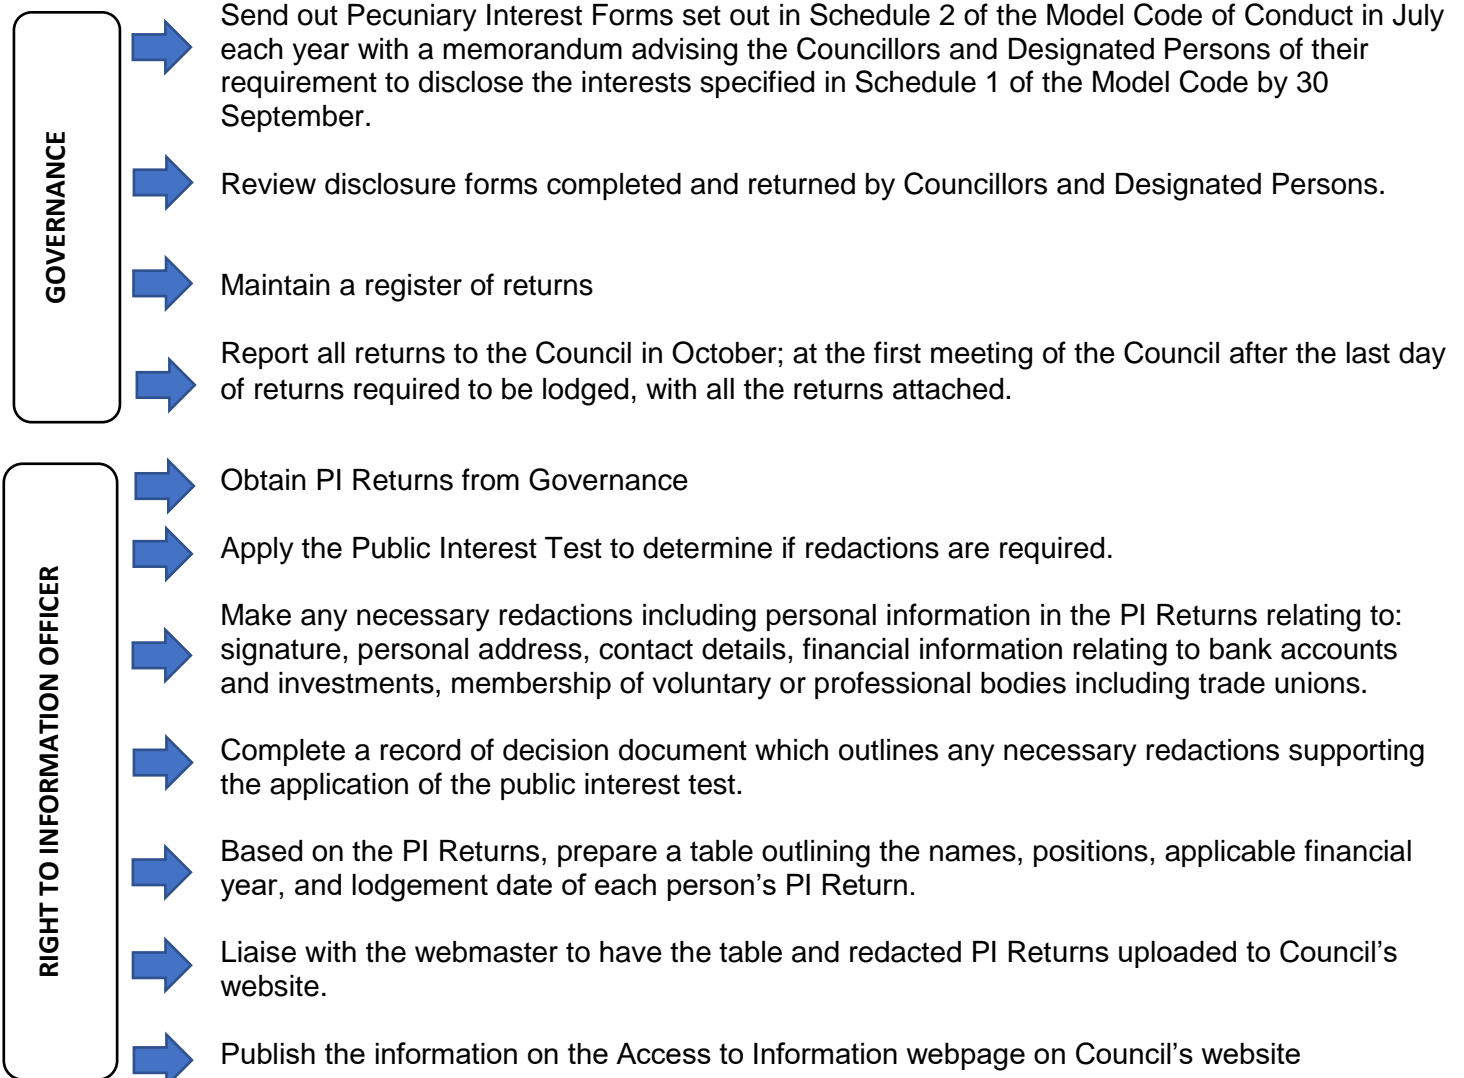 GOVERNANCE
Send out Pecuniary Interest Forms set out in Schedule 2 of the Model Code of Conduct in July
each year with a memorandum advising the Councillors and Designated Persons of their
requirement to disclose the interests specified in Schedule 1 of the Model Code by 30
September.
Review disclosure forms completed and returned by Councillors and Designated Persons.
Maintain a register of returns
Report all returns to the Council in October; at the first meeting of the Council after the last day
of returns required to be lodged, with all the returns attached.
RIGHT TO INFORMATION OFFICER
Obtain PI Returns from Governance
Apply the Public Interest Test to determine if redactions are required.
Make any necessary redactions including personal information in the PI Returns relating to:
signature, personal address, contact details, financial information relating to bank accounts
and investments, membership of voluntary or professional bodies including trade unions.
Complete a record of decision document which outlines any necessary redactions supporting
the application of the public interest test.
Based on the PI Returns, prepare a table outlining the names, positions, applicable financial
year, and lodgement date of each person’s PI Return.
Liaise with the webmaster to have the table and redacted PI Returns uploaded to Council’s
website.
Publish the information on the Access to Information webpage on Council’s website